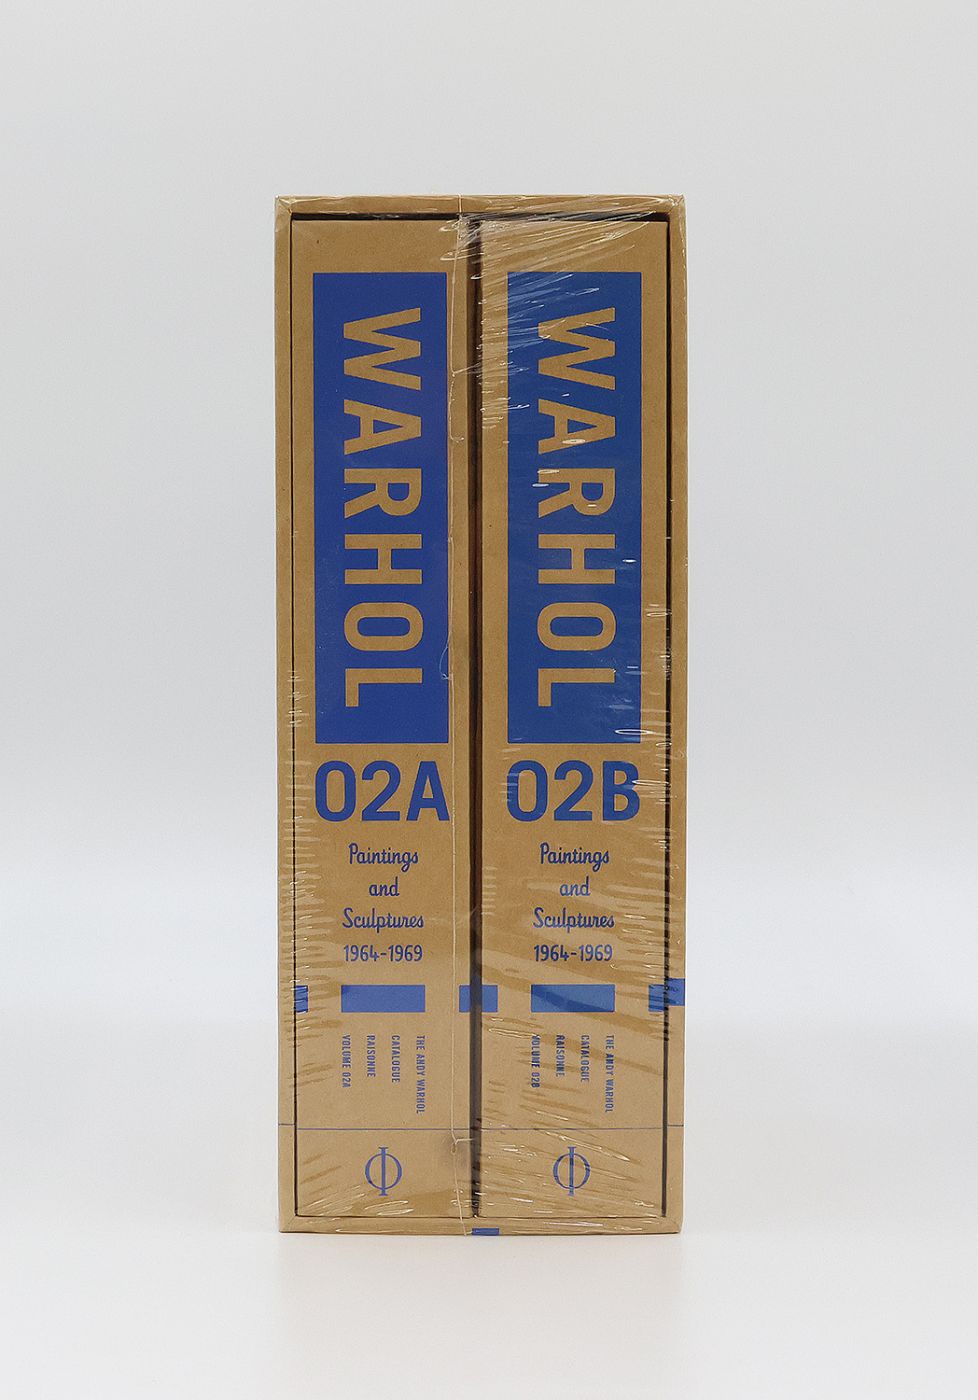 WARHOL
02A
Paintings
and
Sculptures
1964-1969
THE ANDY WARHOL
CATALOGUE
RAISONNE
VOLUME 02A
WARHOL
02B
Paintings
and
Sculptures
1964-1969
THE ANDY WARHOL
CATALOGUE
RAISONNE
VOLUME 02B